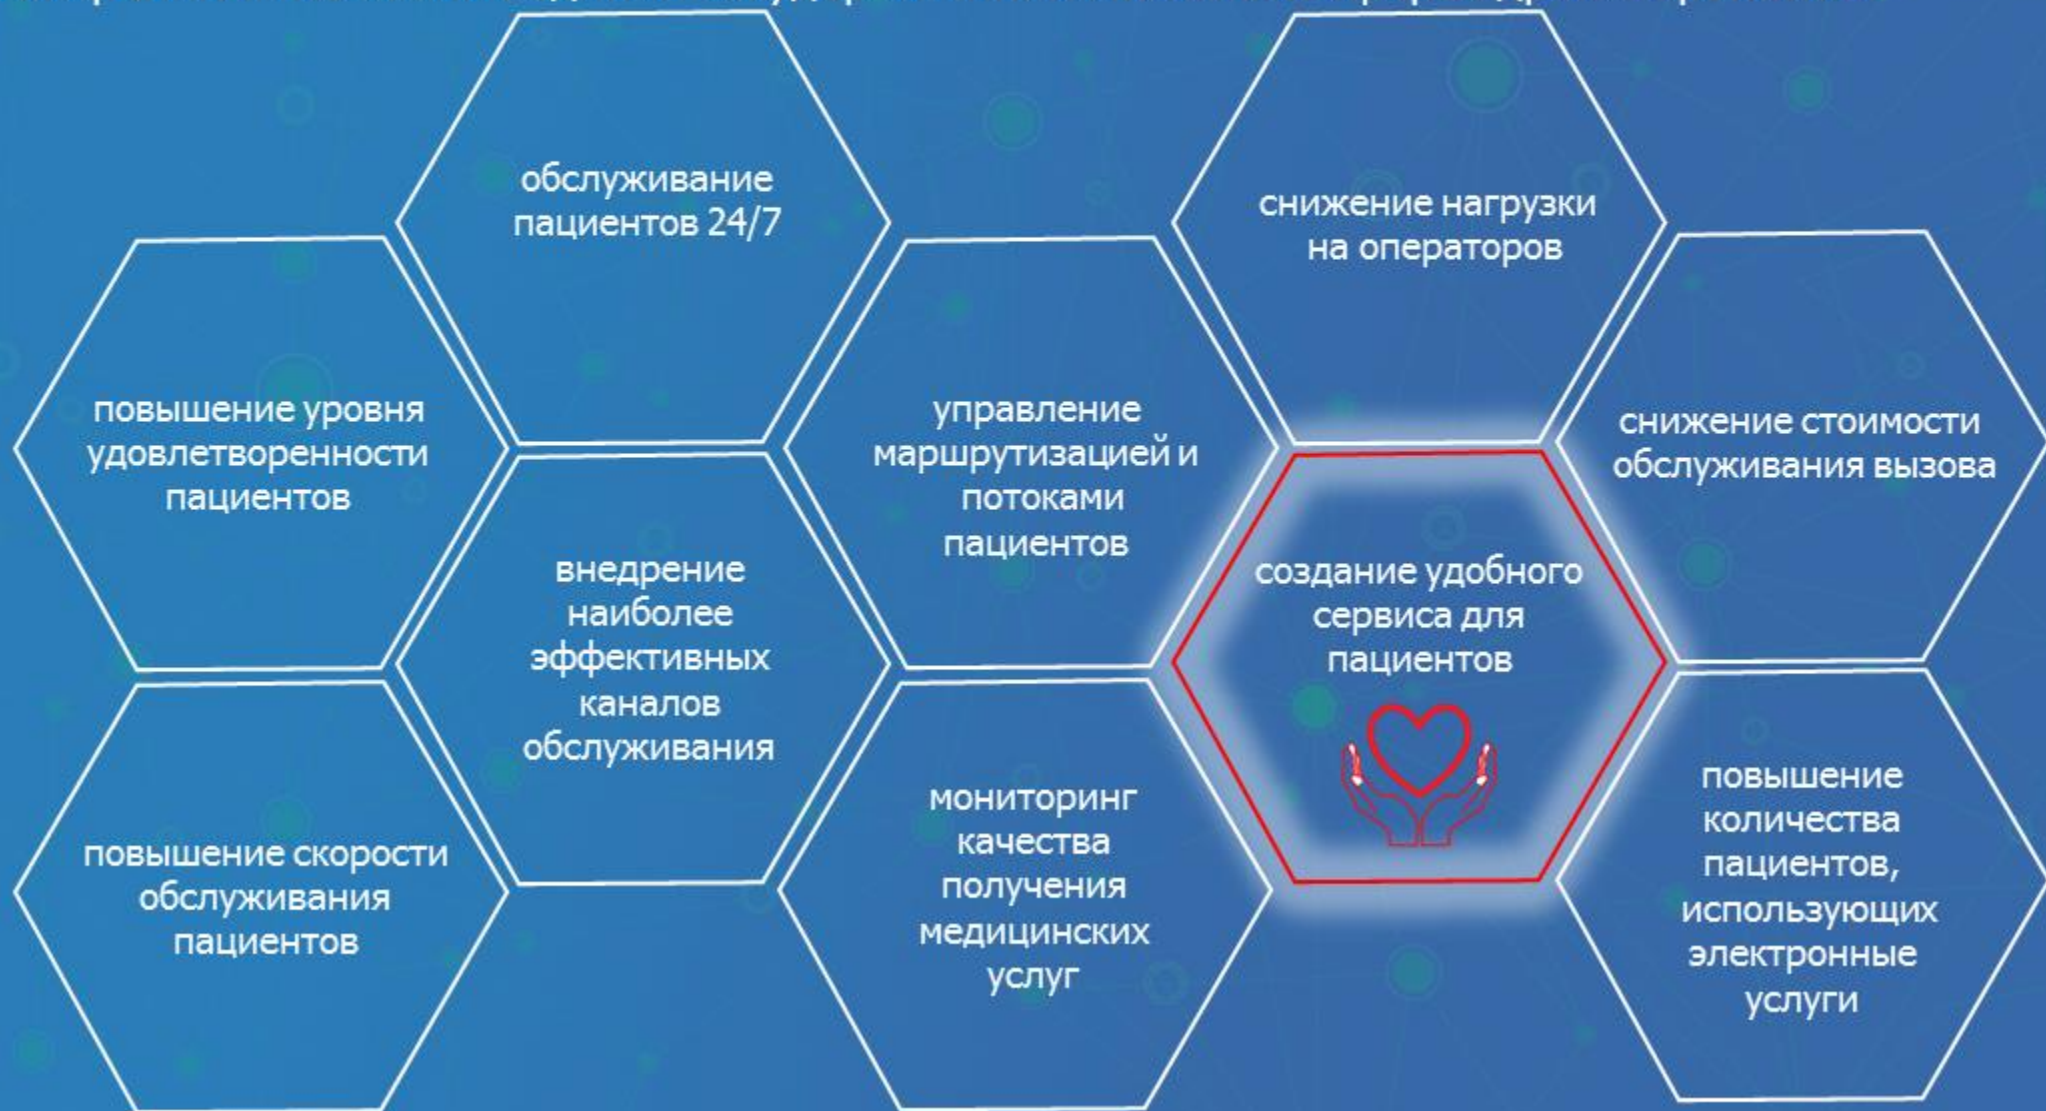 обслуживание
пациентов 24/7
снижение нагрузки
на операторов
повышение уровня
удовлетворенности
пациентов
управление
маршрутизацией и
потоками
пациентов
снижение стоимости
обслуживания вызова
внедрение
наиболее
эффективных
каналов
обслуживания
создание удобного
сервиса для
пациентов
повышение скорости
обслуживания
пациентов
мониторинг
качества
получения
медицинских
услуг
повышение
количества
пациентов,
использующих
электронные
услуги